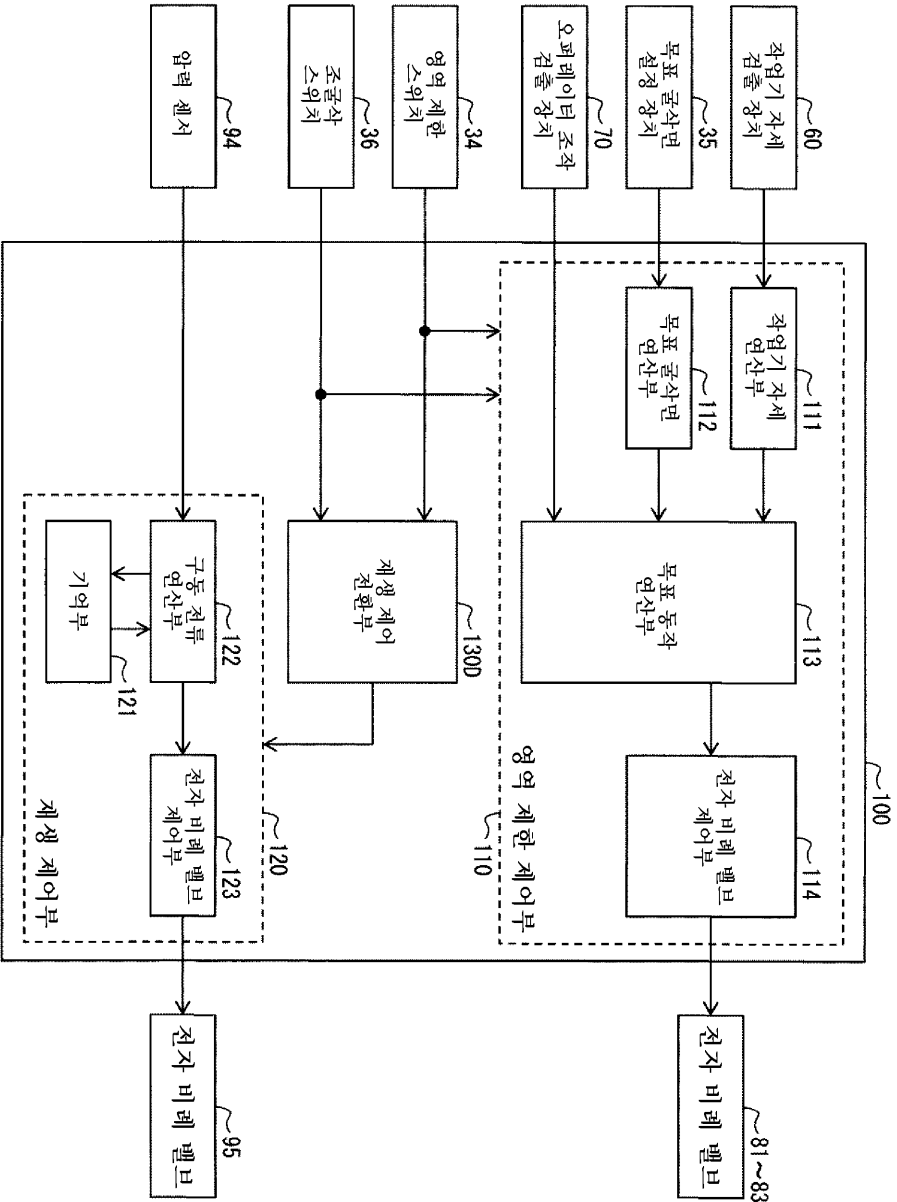 작업기 자세
검출 장치
60
목표 굴삭면
설정 장치
35
오퍼레이터 조작
검출 장치
70
영역 제한
스위치
34
조굴삭
스위치
36
압력 센서
94
작업기 자세
연산부
111
목표 굴삭면
연산부
112
목표 동작
연산부
113
전자 비례 밸브
제어부
114
영역 제한 제어부
110
100
재생 제어
전환부
130D
구동 전류
연산부
122
기억부
121
전자 비례 밸브
제어부
123
재생 제어부
120
전자 비례 밸브
81~83
전자 비례 밸브
95